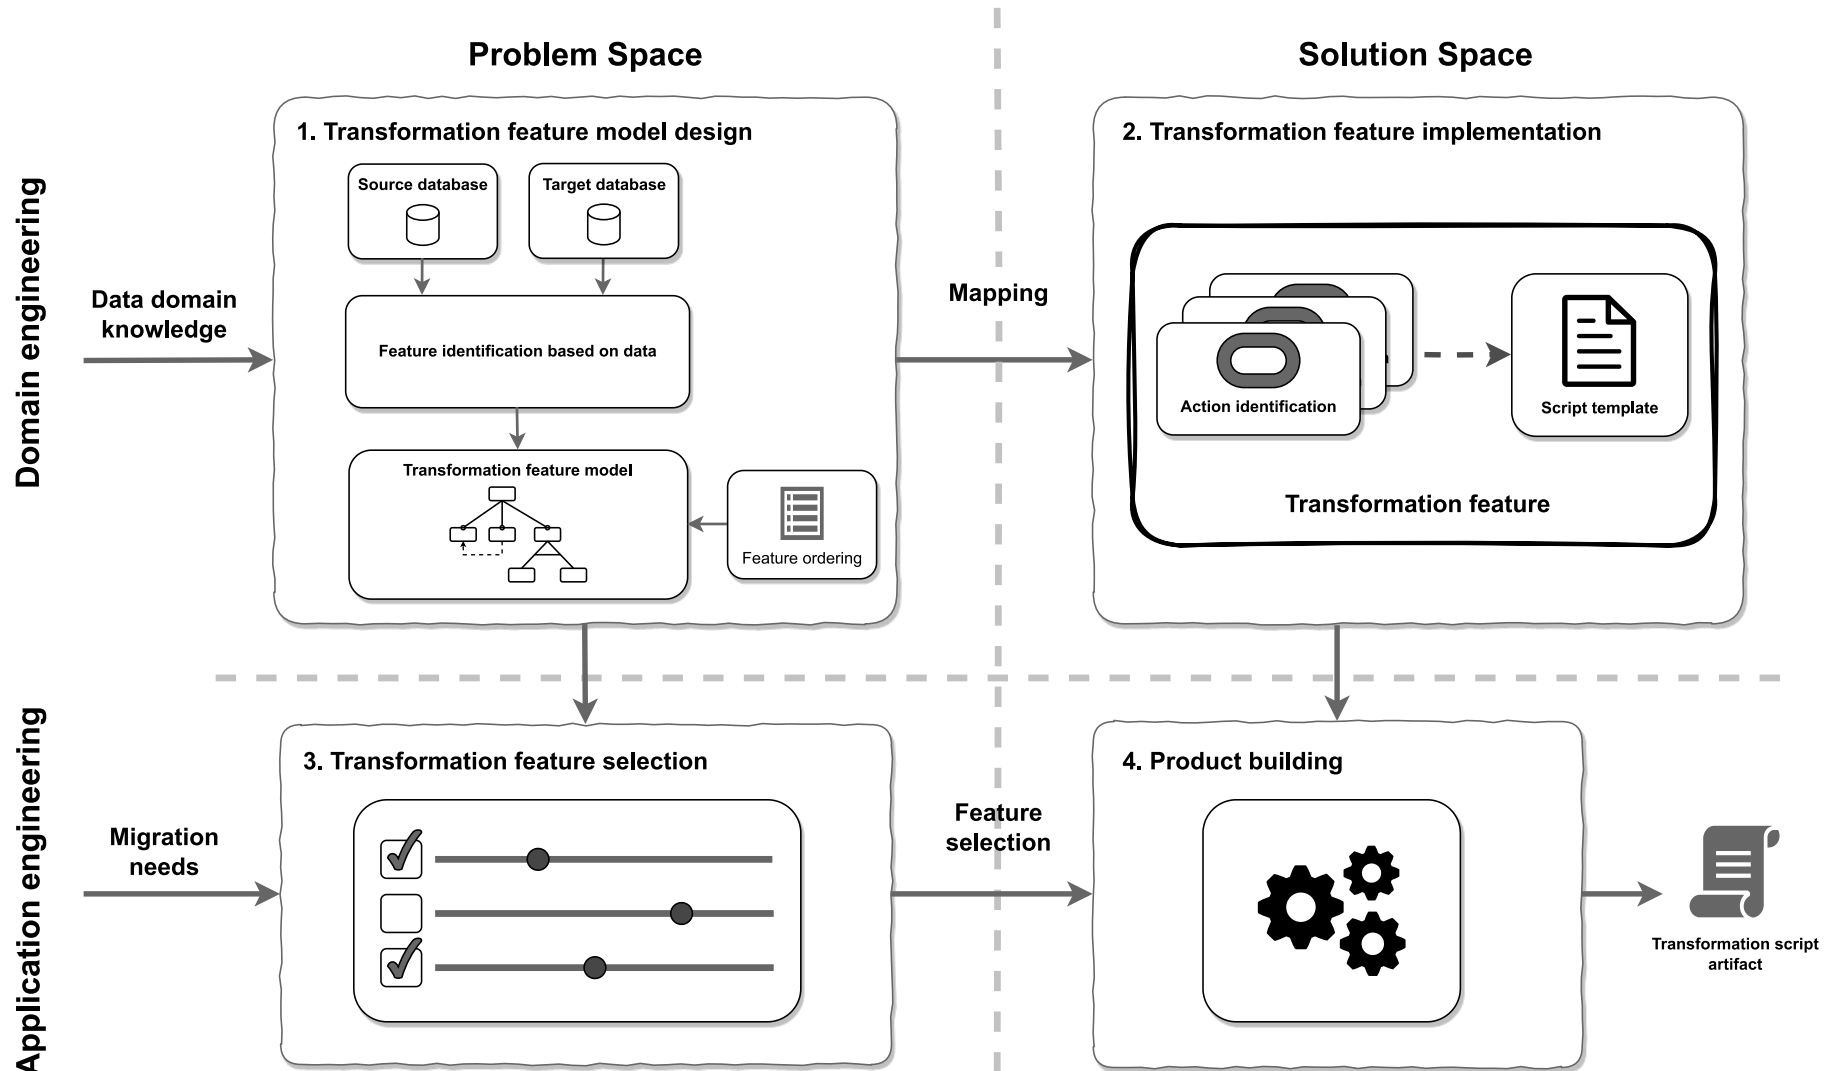 Problem Space
Solution Space
Domain engineering
1. Transformation feature model design
Source database
Target database
Data domain
knowledge
Feature identification based on data
Transformation feature model
Feature ordering
Mapping
2. Transformation feature implementation
Action identification
Script template
Transformation feature
Application engineering
Migration
needs
3. Transformation feature selection
Feature
selection
4. Product building
Transformation script
artifact